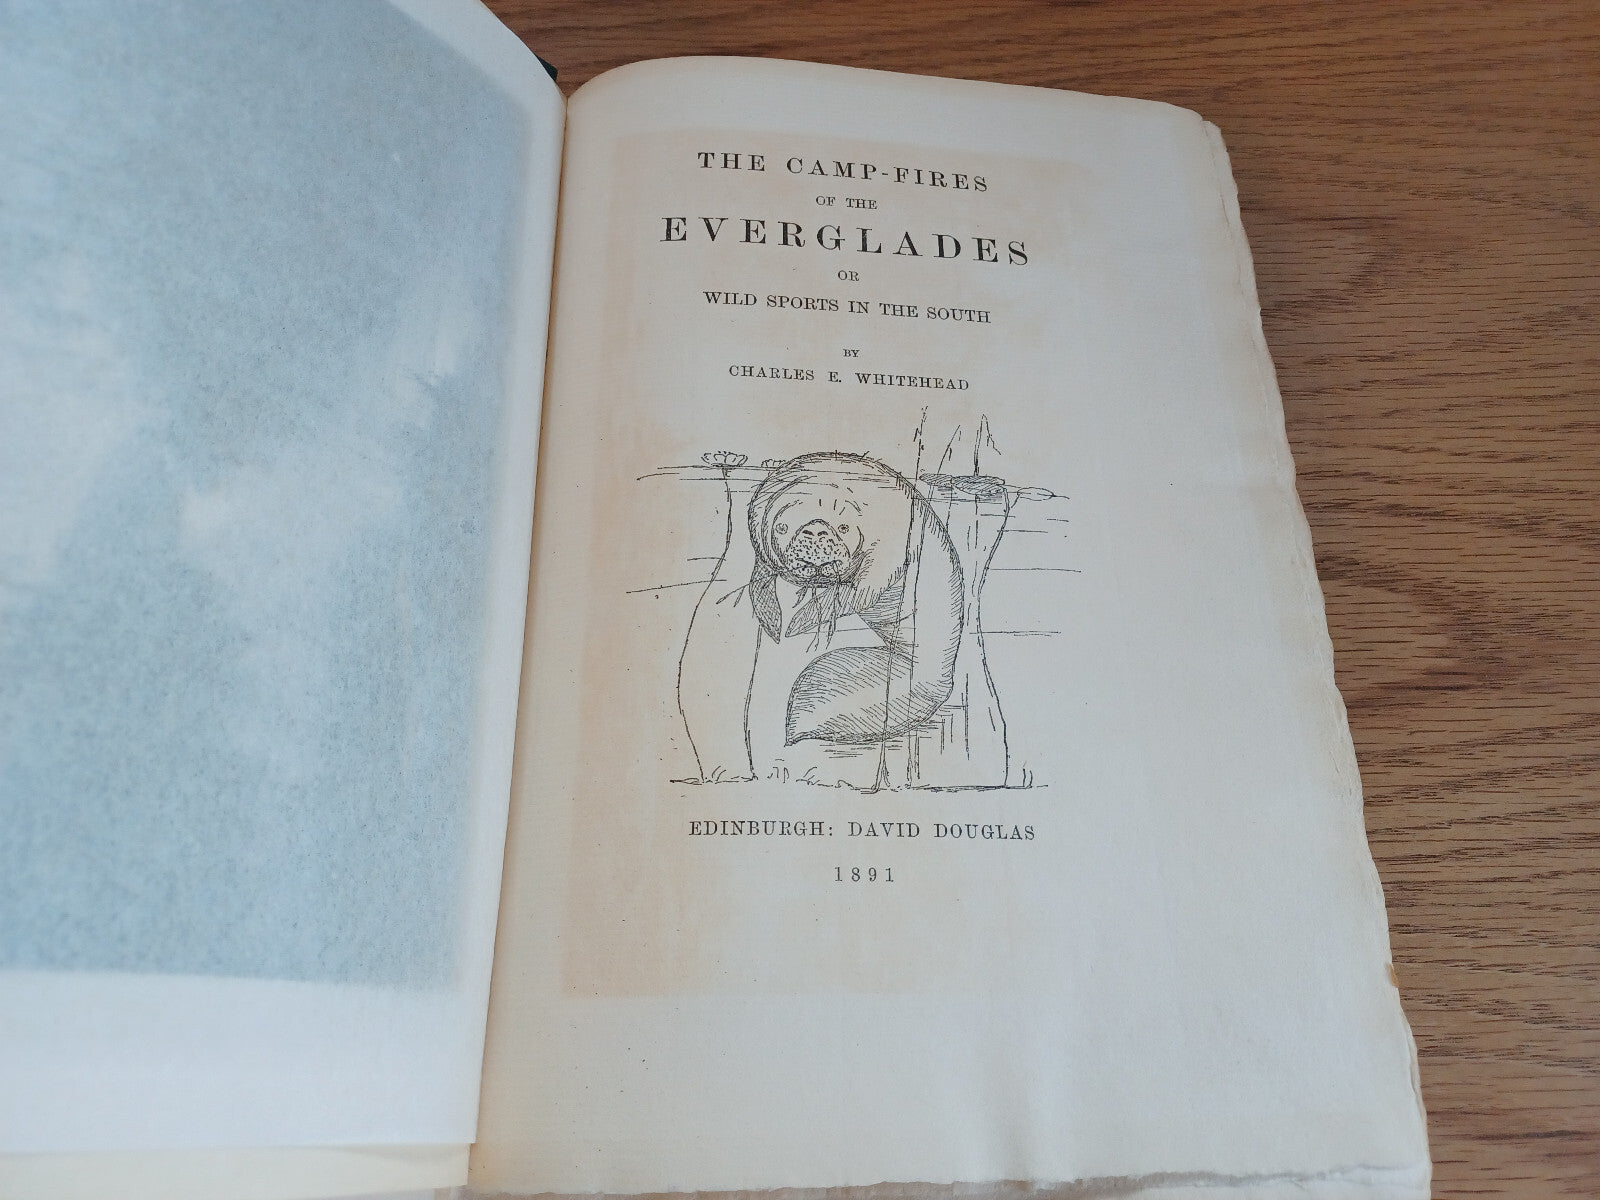 THE CAMP-FIRES
OF THE
EVERGLADES
OR
WILD SPORTS IN THE SOUTH
BY
CHARLES E. WHITEHEAD
EDINBURGH: DAVID DOUGLAS
1891